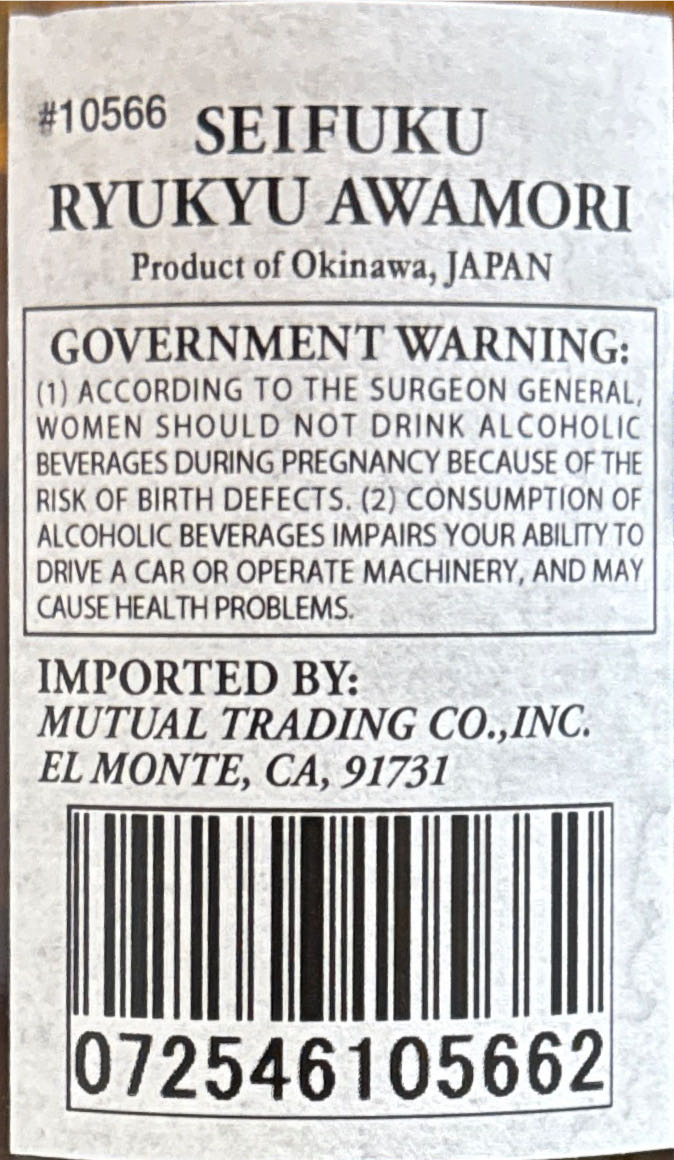 #10566 SEIFUKU
RYUKYU AWAMORI
Product of Okinawa, JAPAN
GOVERNMENT WARNING:
(1) ACCORDING TO THE SURGEON GENERAL,
WOMEN SHOULD NOT DRINK ALCOHOLIC
BEVERAGES DURING PREGNANCY BECAUSE OF THE
RISK OF BIRTH DEFECTS. (2) CONSUMPTION OF
ALCOHOLIC BEVERAGES IMPAIRS YOUR ABILITY TO
DRIVE A CAR OR OPERATE MACHINERY, AND MAY
CAUSE HEALTH PROBLEMS.
IMPORTED BY:
MUTUAL TRADING CO.,INC.
EL MONTE, CA, 91731
072546105662